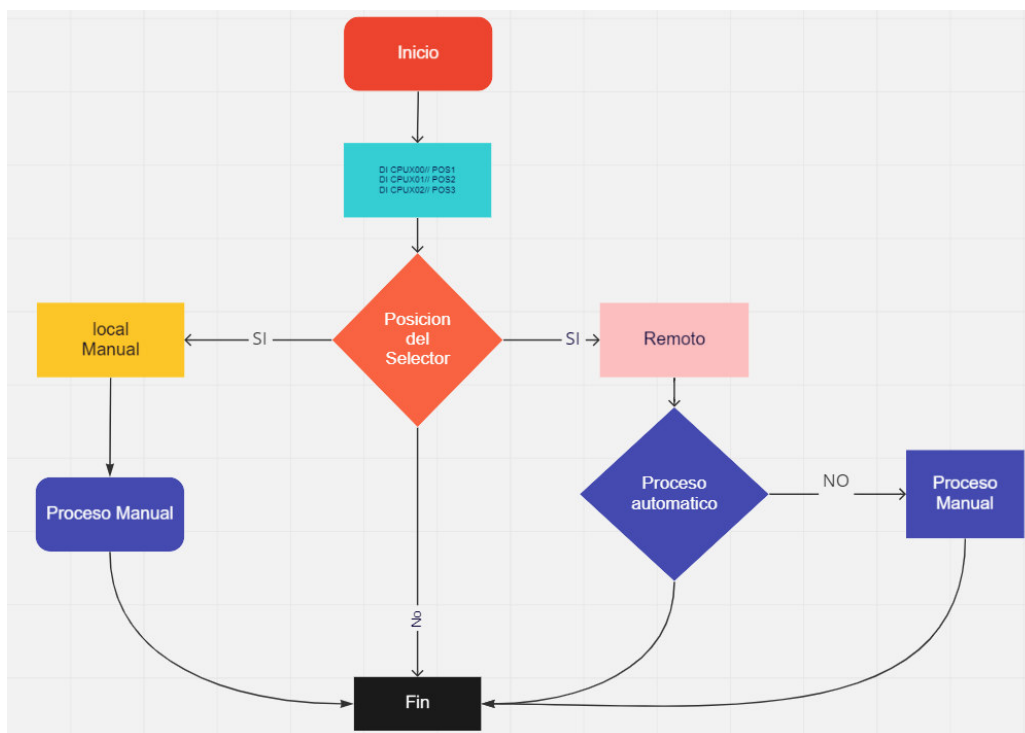 Inicio
DI CPUX00// POS1
DI CPUX01// POS2
DI CPUX02// POS3
Posicion
del
Selector
SI
local
Manual
SI
Remoto
Proceso Manual
Proceso
automatico
NO
Proceso
Manual
No
Fin